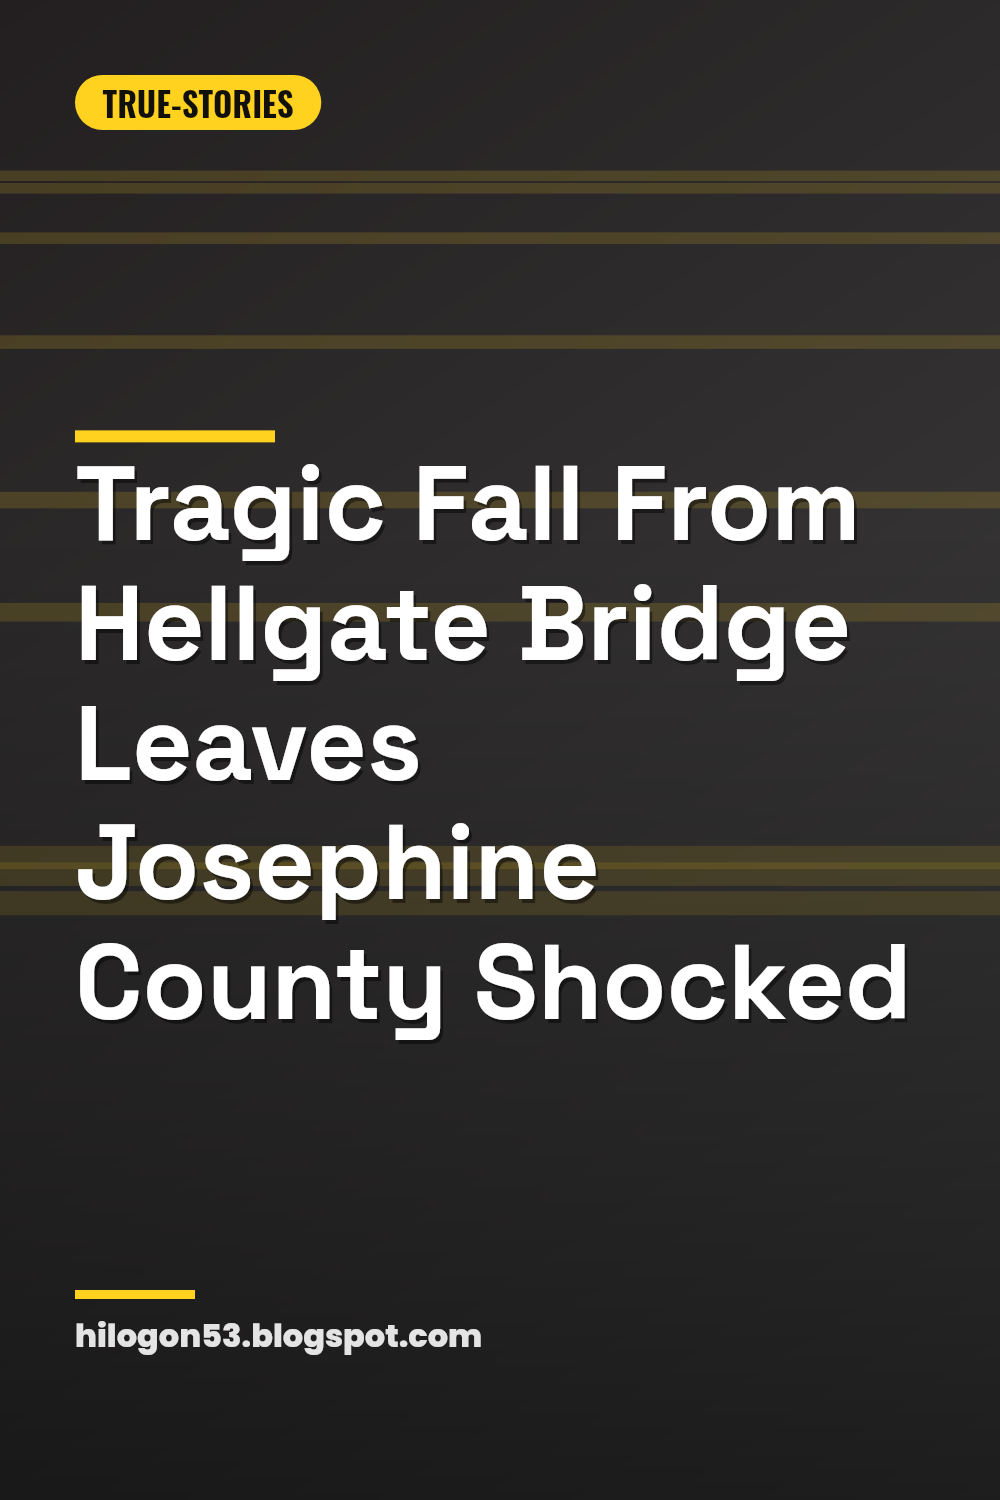 TRUE-STORIES
Tragic Fall From
Hellgate Bridge
Leaves
Josephine
County Shocked
hilogon53.blogspot.com